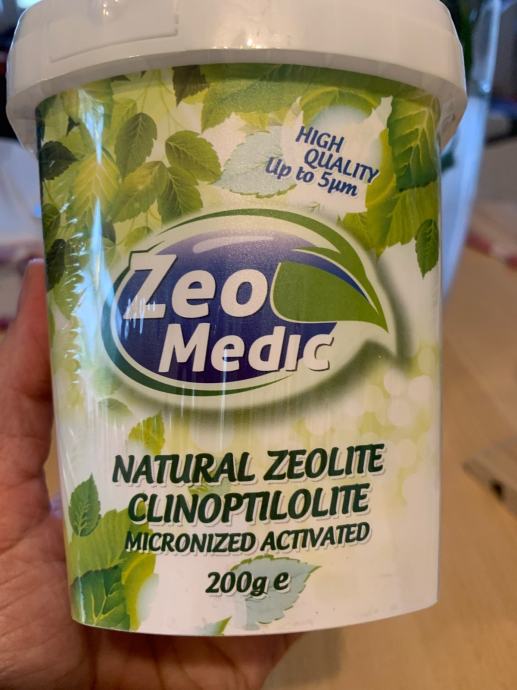 HIGH
QUALITY
Up to 5µm
Zeo
Medic
NATURAL ZEOLITE
CLINOPTILOLITE
MICRONIZED ACTIVATED
200g e